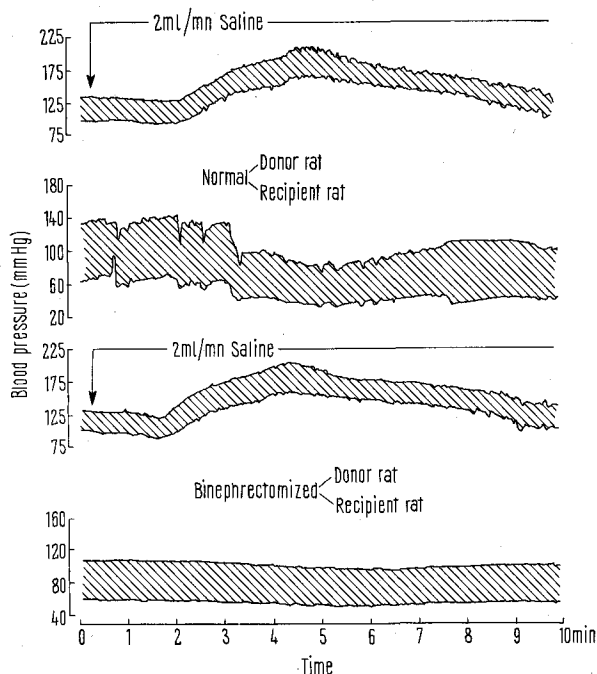 225
2ml/mn Saline
175
125
75
Normal
Donor rat
Recipient rat
180
140
100
60
20
Blood pressure (mmHg)
225
2ml/mn Saline
175
125
75
Binephrectomized
Donor rat
Recipient rat
160
120
80
40
0 1 2 3 4 5 6 7 8 9 10min
Time